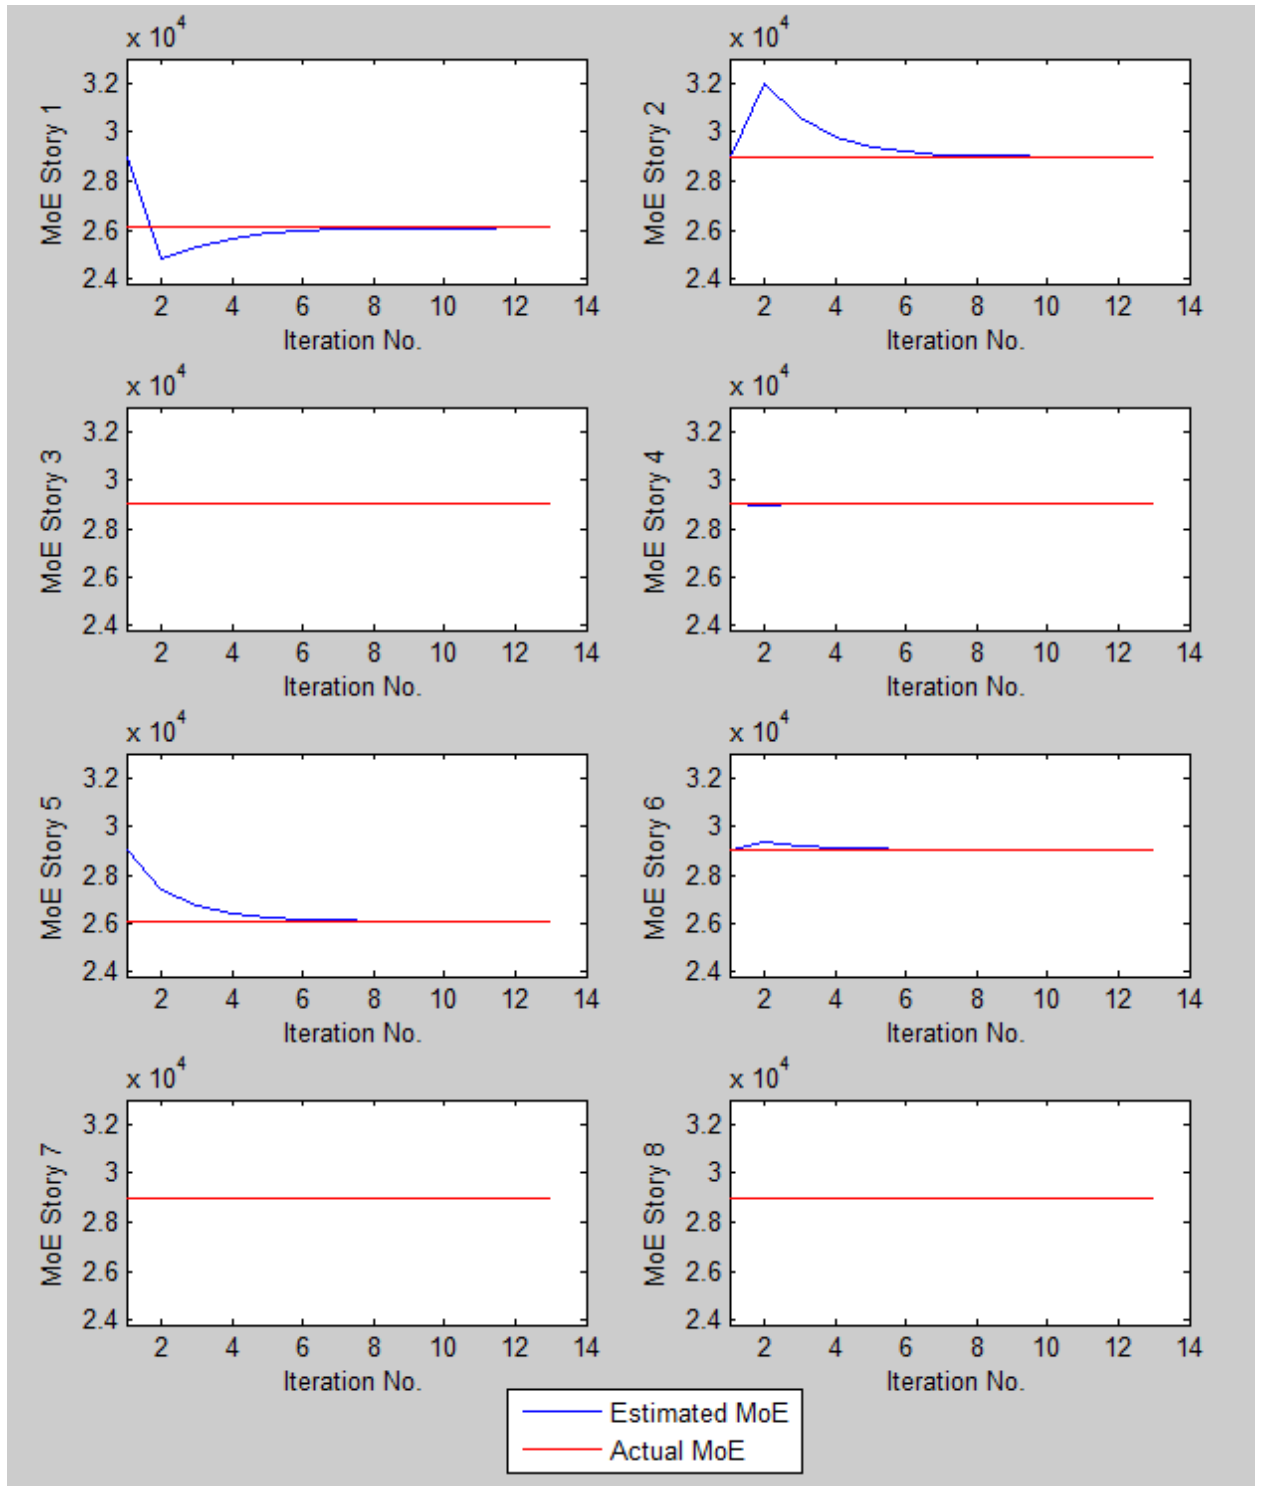 x 10^4
3.2
3
2.8
2.6
2.4
MoE Story 1
2 4 6 8 10 12 14
Iteration No.
x 10^4
3.2
3
2.8
2.6
2.4
MoE Story 2
2 4 6 8 10 12 14
Iteration No.
x 10^4
3.2
3
2.8
2.6
2.4
MoE Story 3
2 4 6 8 10 12 14
Iteration No.
x 10^4
3.2
3
2.8
2.6
2.4
MoE Story 4
2 4 6 8 10 12 14
Iteration No.
x 10^4
3.2
3
2.8
2.6
2.4
MoE Story 5
2 4 6 8 10 12 14
Iteration No.
x 10^4
3.2
3
2.8
2.6
2.4
MoE Story 6
2 4 6 8 10 12 14
Iteration No.
x 10^4
3.2
3
2.8
2.6
2.4
MoE Story 7
2 4 6 8 10 12 14
Iteration No.
x 10^4
3.2
3
2.8
2.6
2.4
MoE Story 8
2 4 6 8 10 12 14
Iteration No.
Estimated MoE
Actual MoE